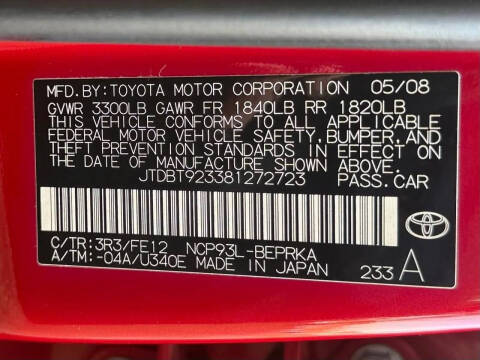 MFD.BY:TOYOTA MOTOR CORPORATION 05/08
GVWR 3300LB GAWR FR 1840LB RR 1820LB
THIS VEHICLE CONFORMS TO ALL APPLICABLE
FEDERAL MOTOR VEHICLE SAFETY, BUMPER, AND
THEFT PREVENTION STANDARDS IN EFFECT ON
THE DATE OF MANUFACTURE SHOWN ABOVE.
JTDBT923381272723 PASS.CAR
C/TR: 3R3/FE12 NCP93L-BEPRKA
A/TM: -04A/U340E MADE IN JAPAN 233 A